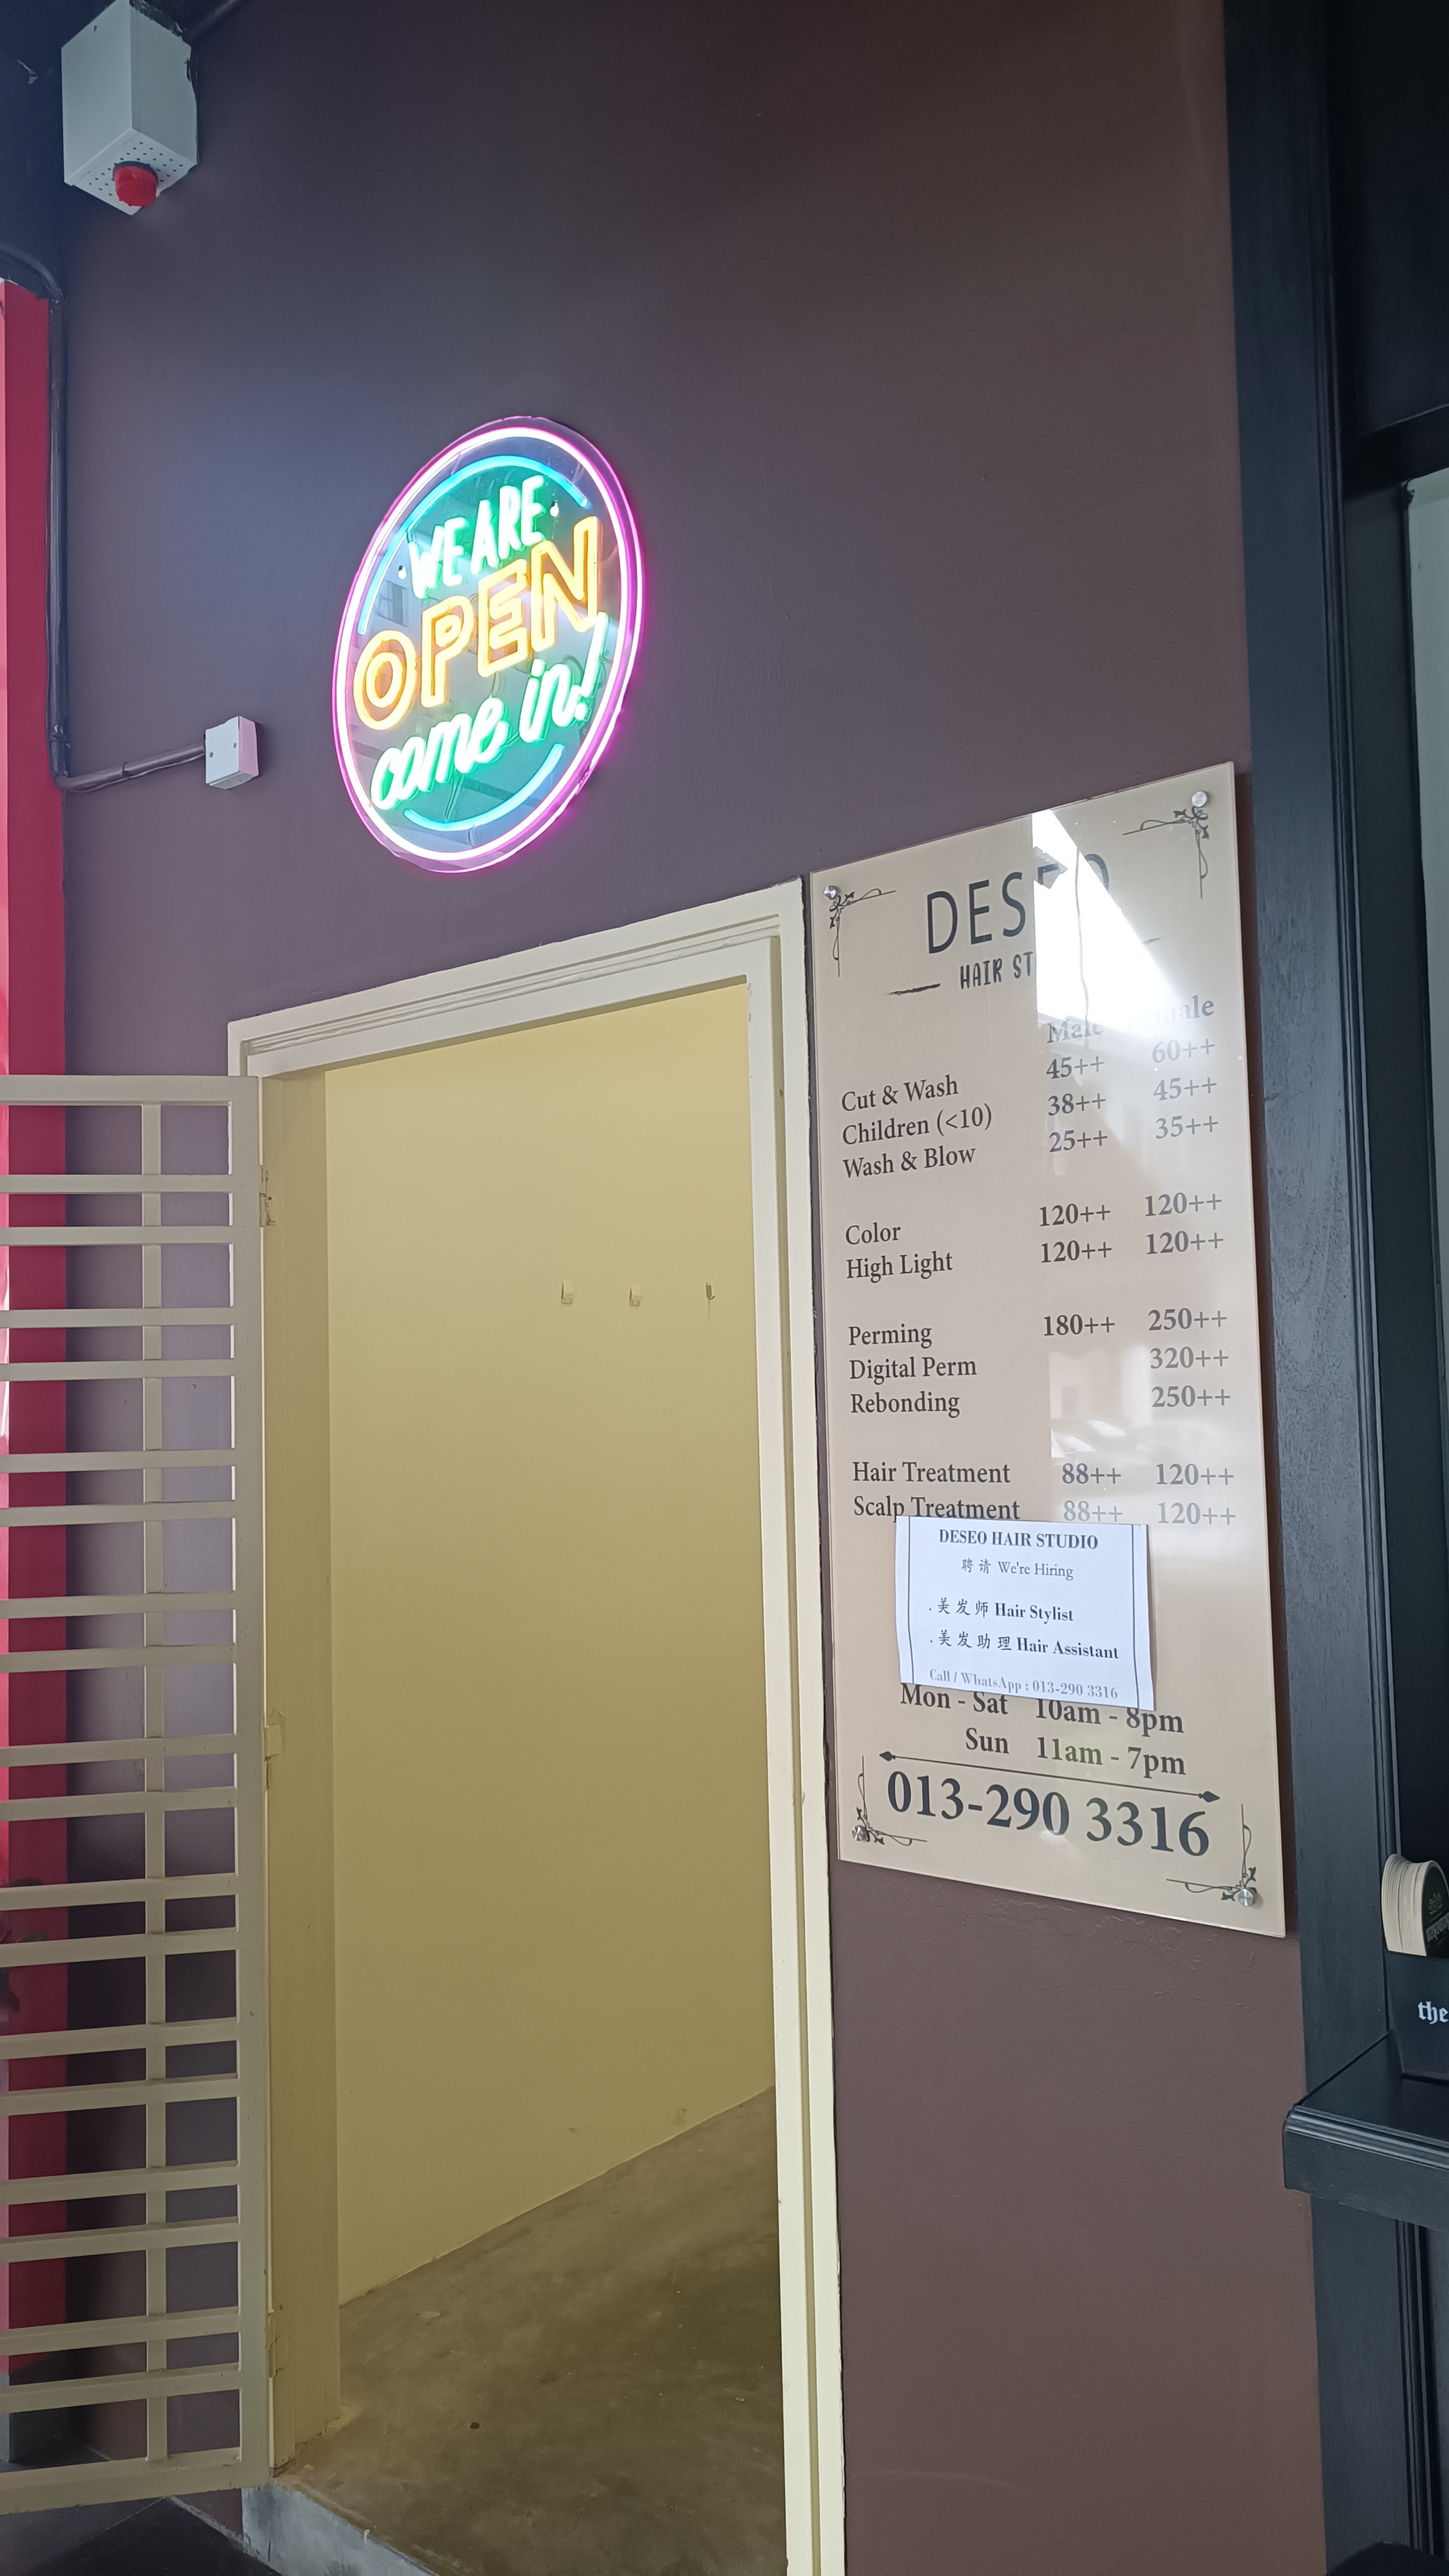 WE ARE
OPEN
come in!
DESEO
HAIR ST
Male Female
Cut & Wash 45++ 60++
Children (<10) 38++ 45++
Wash & Blow 25++ 35++
Color 120++ 120++
High Light 120++ 120++
Perming 180++ 250++
Digital Perm 320++
Rebonding 250++
Hair Treatment 88++ 120++
Scalp Treatment 88++ 120++
DESEO HAIR STUDIO
聘请 We're Hiring
. 美发师 Hair Stylist
. 美发助理 Hair Assistant
Call / WhatsApp : 013-290 3316
Mon - Sat 10am - 8pm
Sun 11am - 7pm
013-290 3316
the